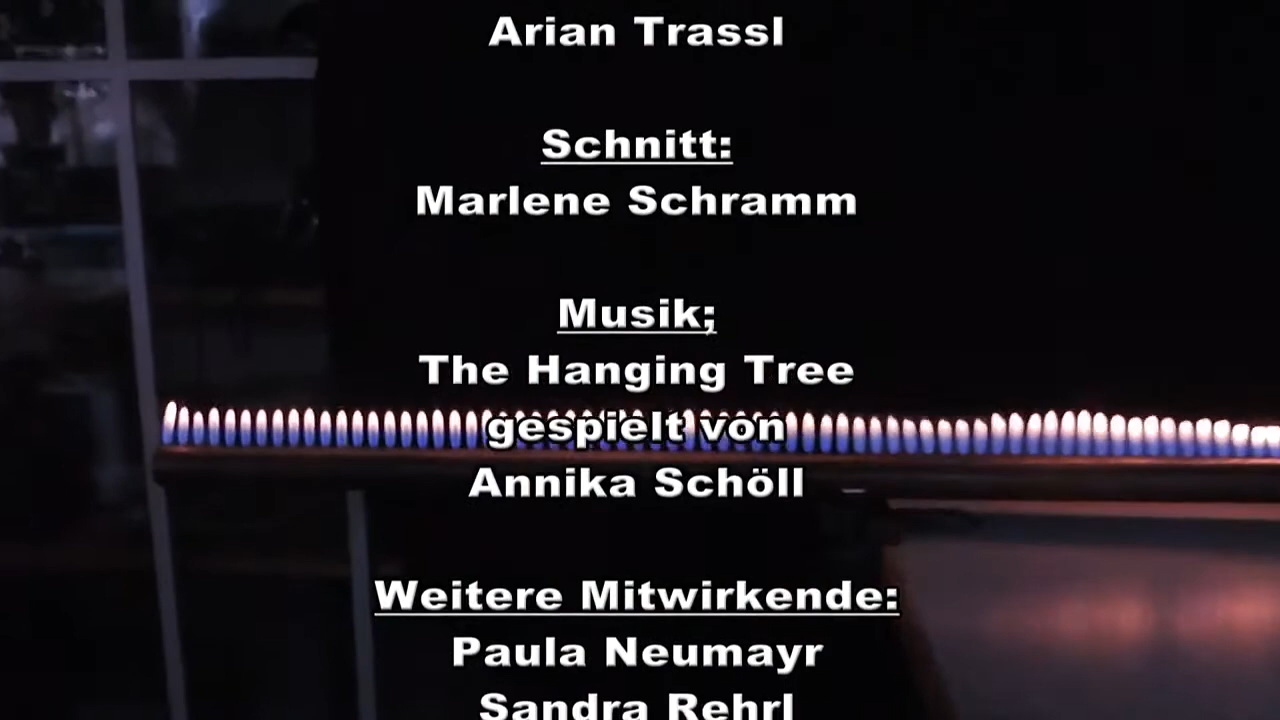 Arian Trassl
Schnitt:
Marlene Schramm
Musik;
The Hanging Tree
gespielt von
Annika Schöll
Weitere Mitwirkende:
Paula Neumayr
Sandra Rehrl